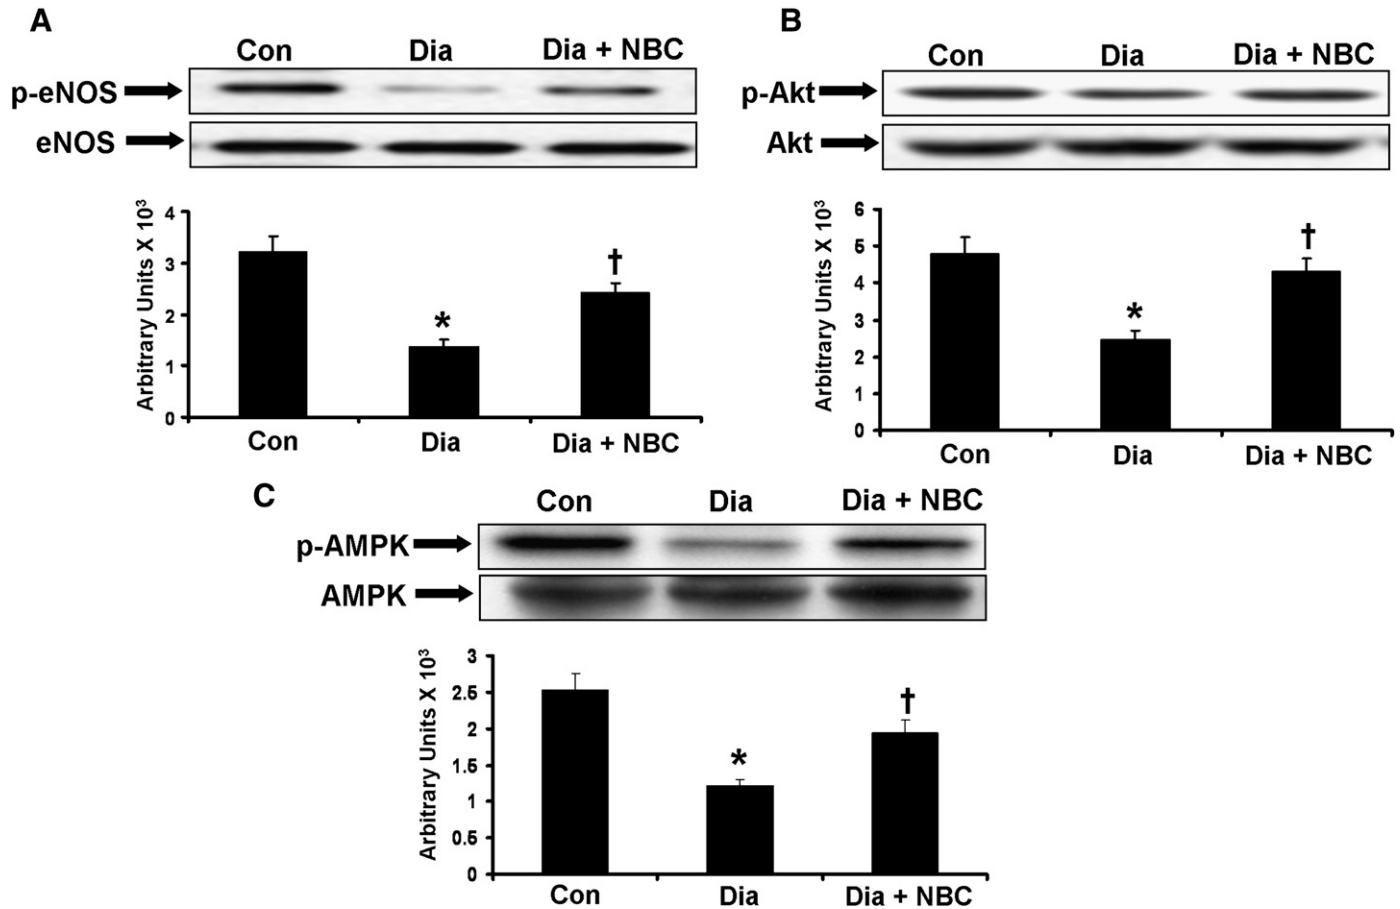 A
Con Dia Dia + NBC
p-eNOS
eNOS
Arbitrary Units X 10³
4
3
2
1
0
*
†
Con Dia Dia + NBC
B
Con Dia Dia + NBC
p-Akt
Akt
Arbitrary Units X 10³
6
5
4
3
2
1
0
*
†
Con Dia Dia + NBC
C
Con Dia Dia + NBC
p-AMPK
AMPK
Arbitrary Units X 10³
3
2.5
2
1.5
1
0.5
0
*
†
Con Dia Dia + NBC